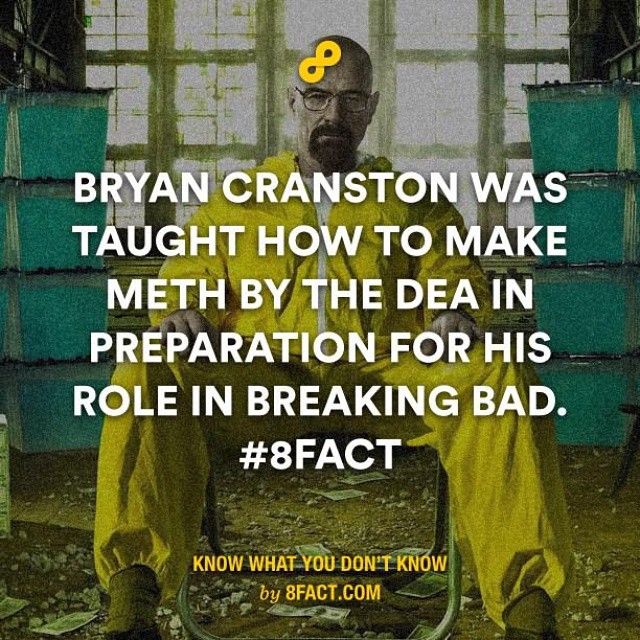 BRYAN CRANSTON WAS
TAUGHT HOW TO MAKE
METH BY THE DEA IN
PREPARATION FOR HIS
ROLE IN BREAKING BAD.
#8FACT
KNOW WHAT YOU DON'T KNOW
by 8FACT.COM